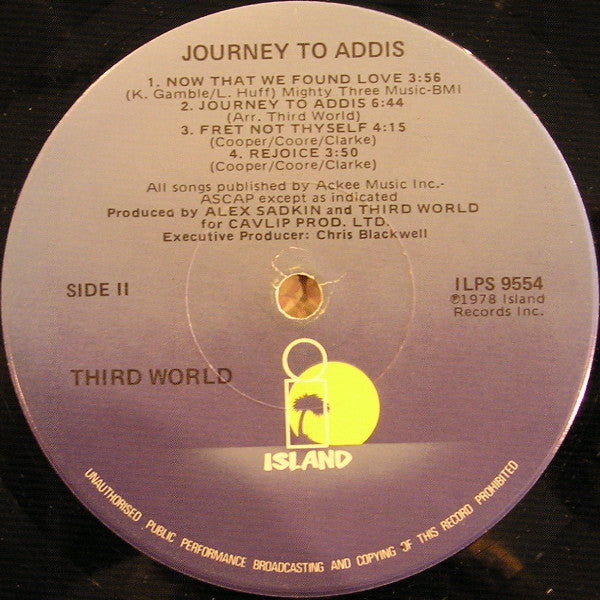 JOURNEY TO ADDIS
1. NOW THAT WE FOUND LOVE 3:56
(K. Gamble/L. Huff) Mighty Three Music-BMI
2. JOURNEY TO ADDIS 6:44
(Arr. Third World)
3. FRET NOT THYSELF 4:15
(Cooper/Coore/Clarke)
4. REJOICE 3:50
(Cooper/Coore/Clarke)
All songs published by Ackee Music Inc.-
ASCAP except as indicated
Produced by ALEX SADKIN and THIRD WORLD
for CAVLIP PROD. LTD.
Executive Producer: Chris Blackwell
SIDE II
ILPS 9554
℗1978 Island
Records Inc.
THIRD WORLD
ISLAND
UNAUTHORISED PUBLIC PERFORMANCE BROADCASTING AND COPYING OF THIS RECORD PROHIBITED